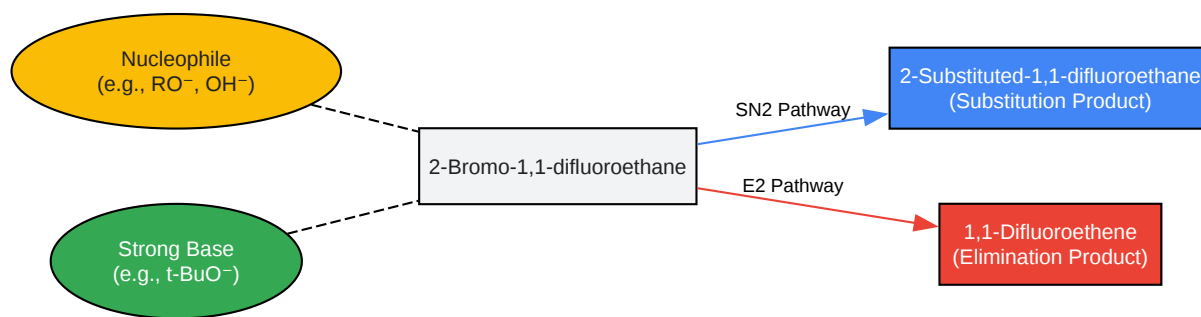 Nucleophile
(e.g., RO⁻, OH⁻)
Strong Base
(e.g., t-BuO⁻)
2-Bromo-1,1-difluoroethane
SN2 Pathway
E2 Pathway
2-Substituted-1,1-difluoroethane
(Substitution Product)
1,1-Difluoroethene
(Elimination Product)